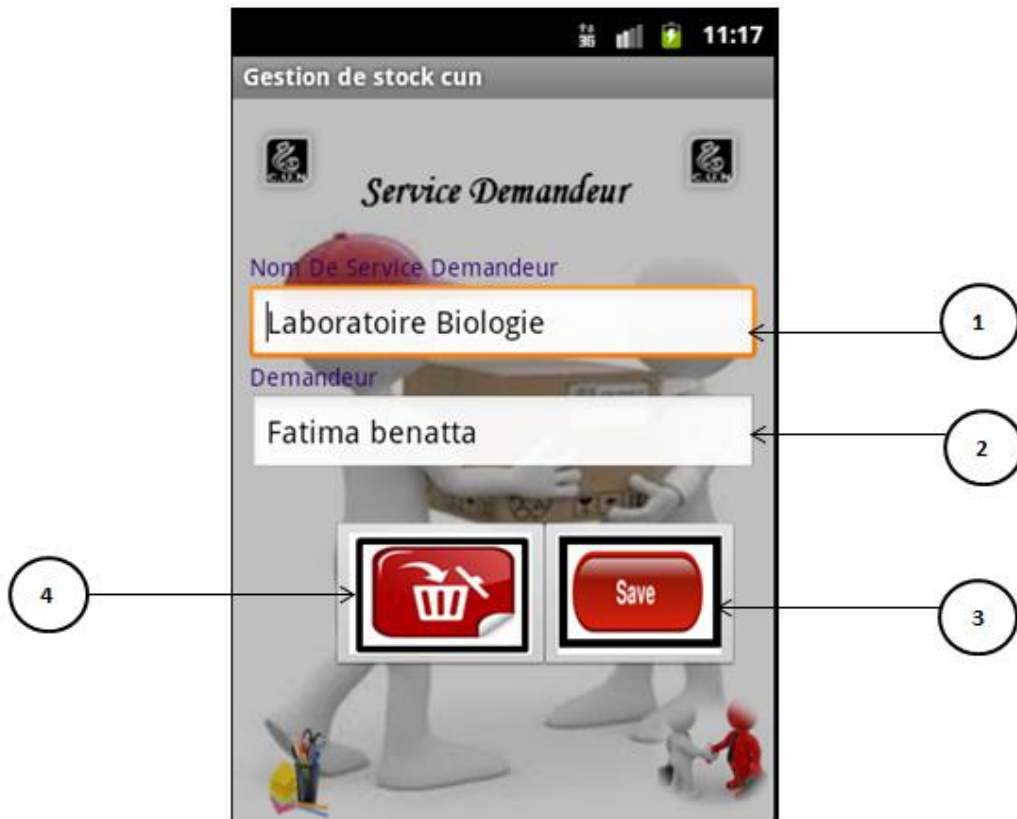 3G 11:17
Gestion de stock cun
C.U.N C.U.N
Service Demandeur
Nom De Service Demandeur
Laboratoire Biologie
1
Demandeur
Fatima benatta
2
Save
4
3